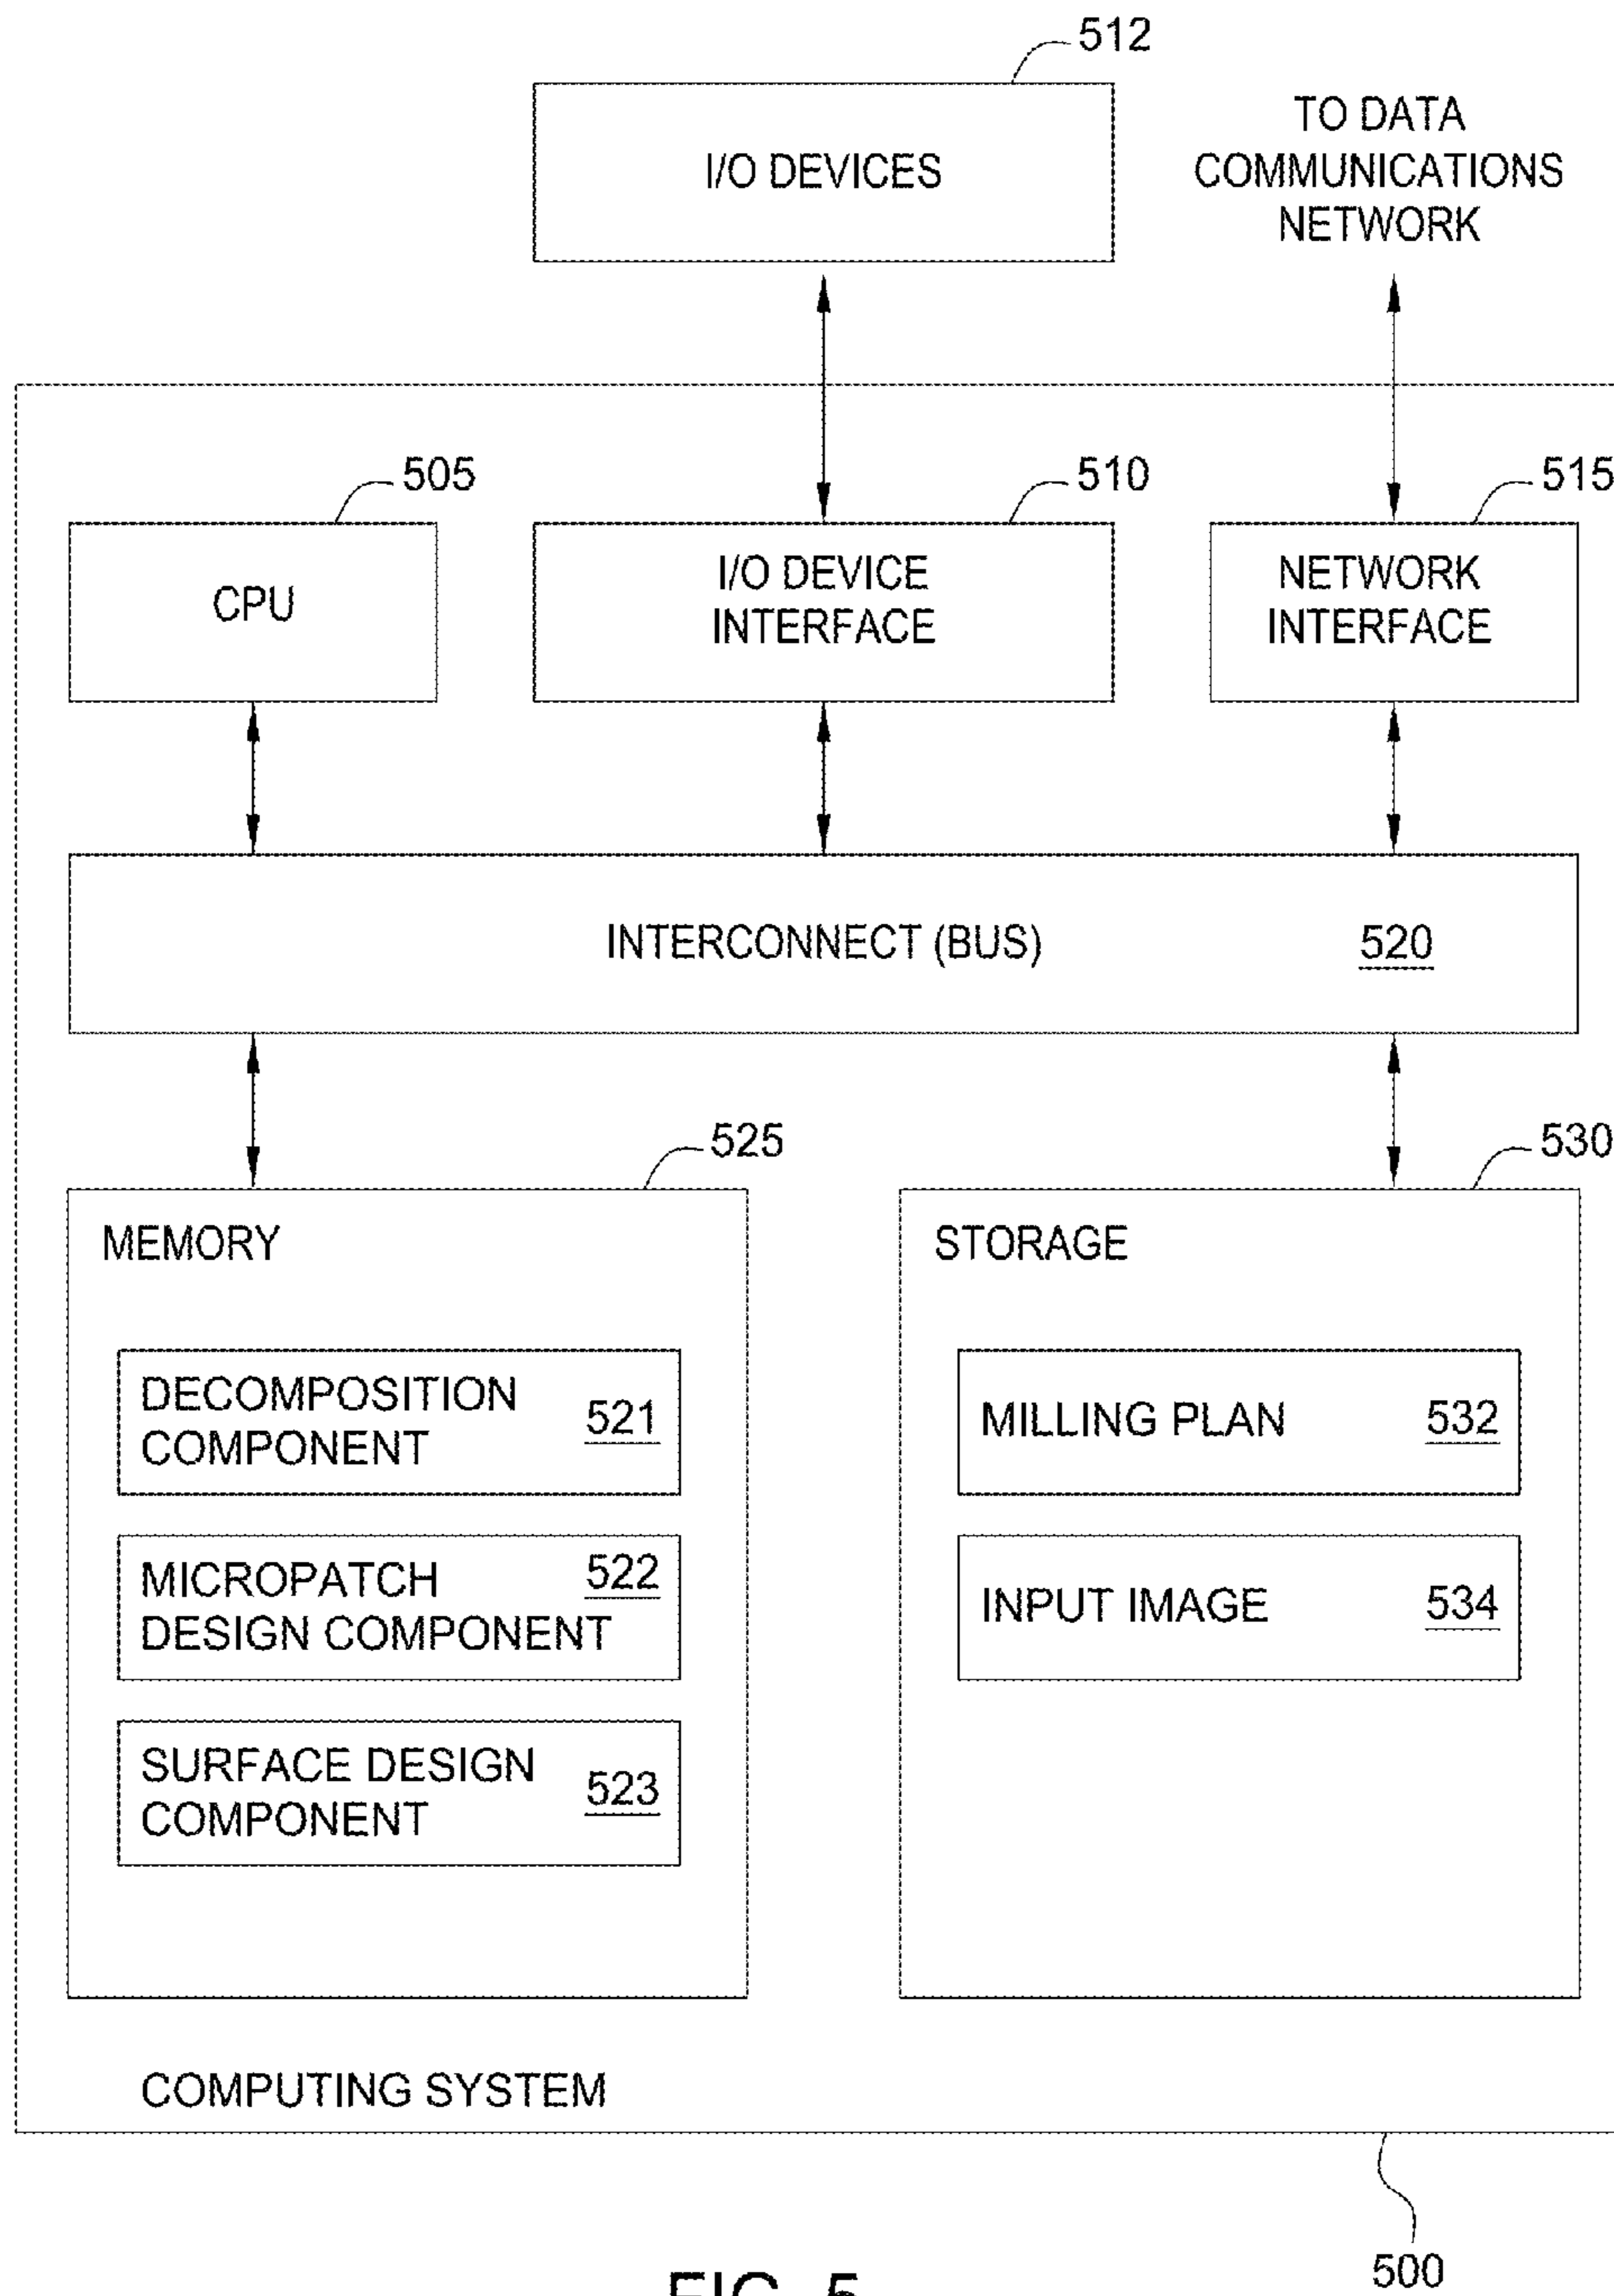 512
I/O DEVICES
TO DATA
COMMUNICATIONS
NETWORK
505
510
515
CPU
I/O DEVICE
INTERFACE
NETWORK
INTERFACE
INTERCONNECT (BUS)
520
525
530
MEMORY
STORAGE
DECOMPOSITION
COMPONENT
521
MICROPATCH
DESIGN COMPONENT
522
SURFACE DESIGN
COMPONENT
523
MILLING PLAN
532
INPUT IMAGE
534
COMPUTING SYSTEM
500
FIG. 5